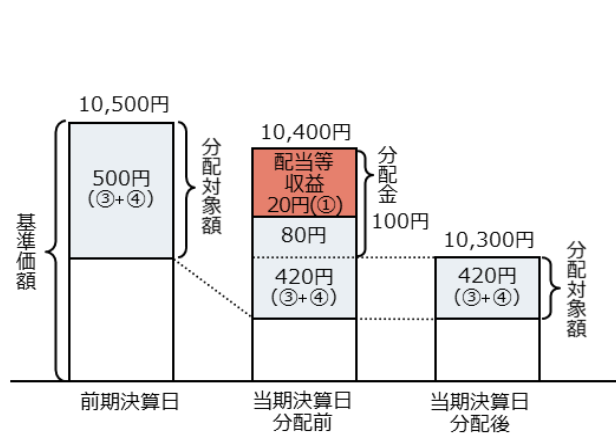 10,500円
500円
(③+④)
分配対象額
基準価額
前期決算日
10,400円
配当等
収益
20円(①)
80円
420円
(③+④)
分配金
100円
当期決算日
分配前
10,300円
420円
(③+④)
分配対象額
当期決算日
分配後